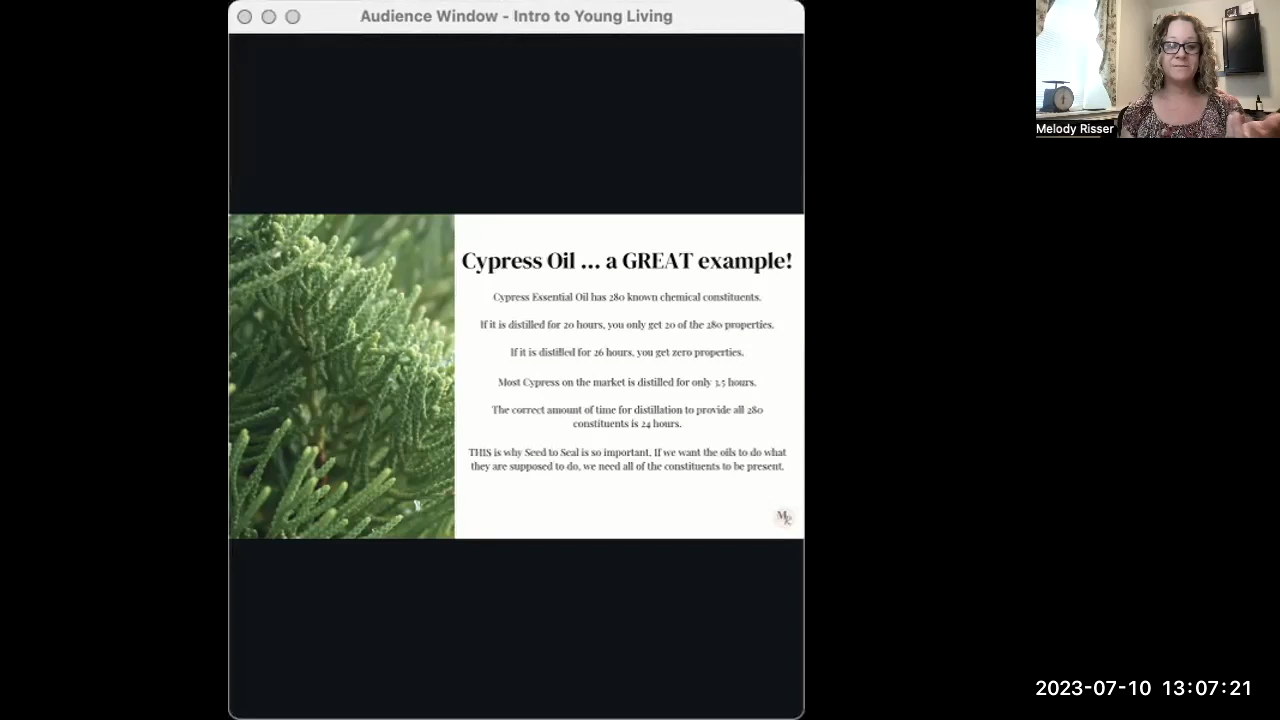 Audience Window - Intro to Young Living
Melody Risser
Cypress Oil ... a GREAT example!
Cypress Essential Oil has 280 known chemical constituents.
If it is distilled for 20 hours, you only get 20 of the 280 properties.
If it is distilled for 26 hours, you get zero properties.
Most Cypress on the market is distilled for only 3.5 hours.
The correct amount of time for distillation to provide all 280
constituents is 24 hours.
THIS is why Seed to Seal is so important. If we want the oils to do what
they are supposed to do, we need all of the constituents to be present.
MR
2023-07-10 13:07:21